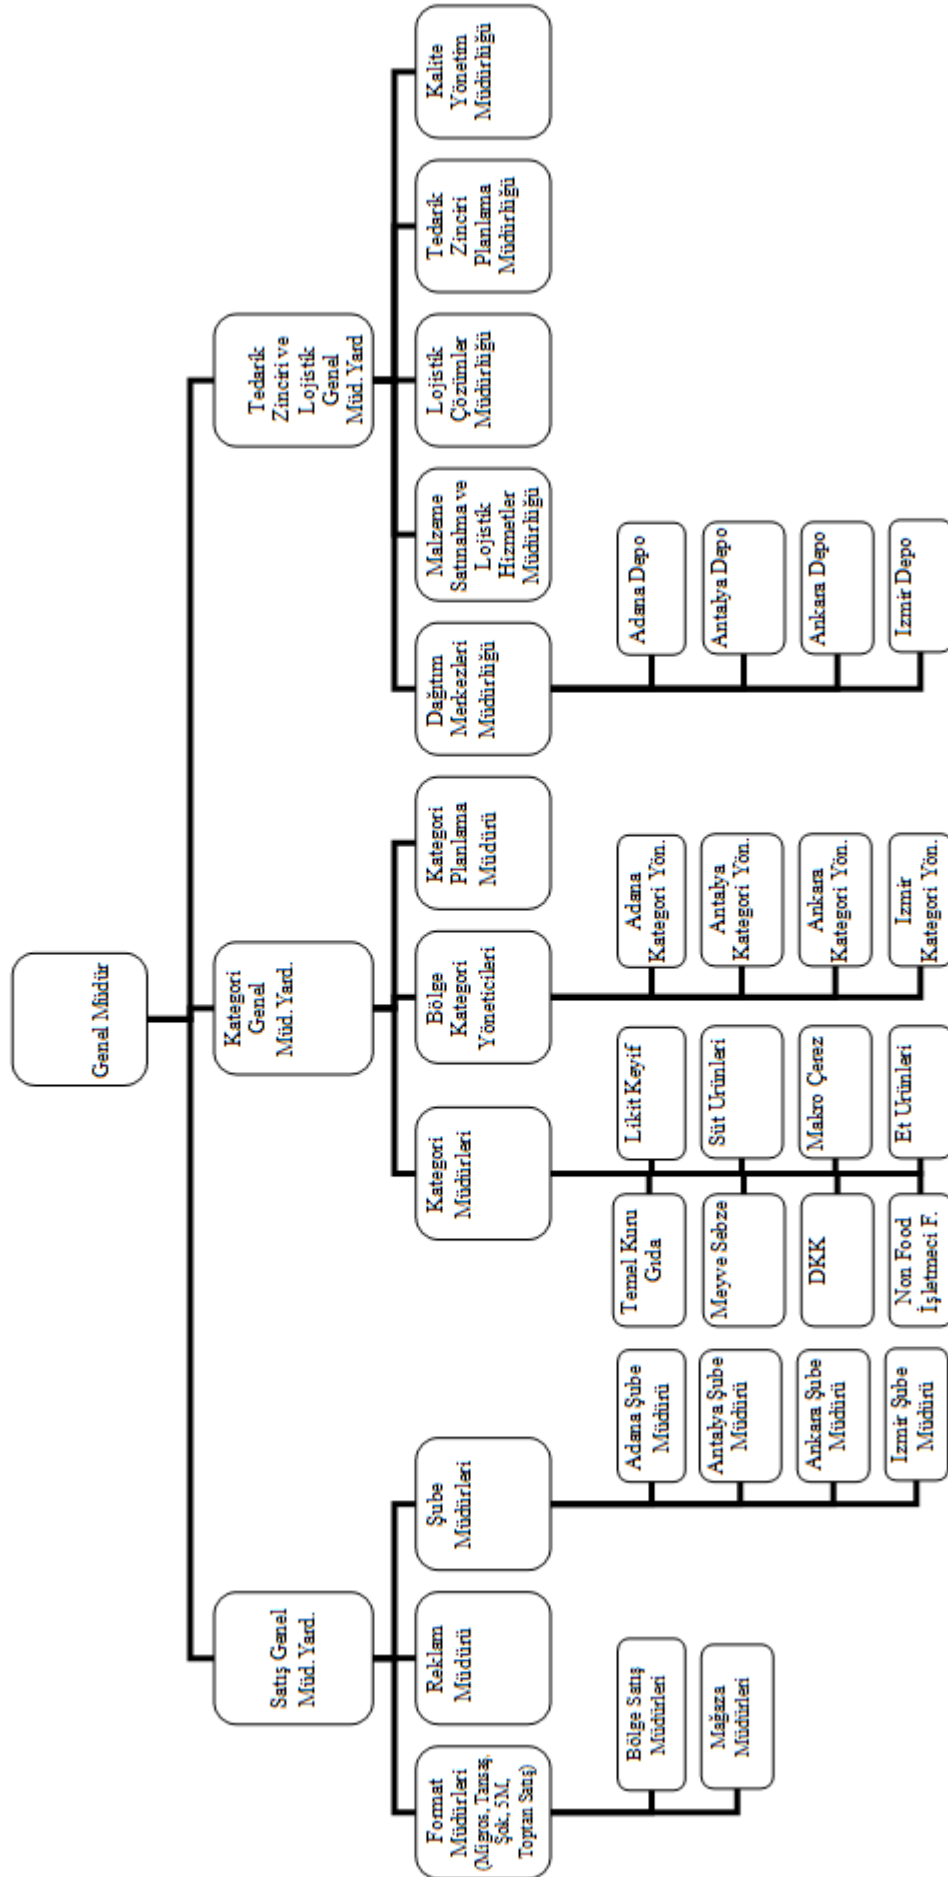 Genel Müdür
Satış Genel
Müd. Yard.
Kategori
Genel
Müd. Yard.
Tedarik
Zinciri ve
Lojistik
Genel
Müd. Yard
Format
Müdürleri
(Migros, Tansaş,
Şok, 5M,
Toptan Satış)
Reklam
Müdürü
Şube
Müdürleri
Kategori
Müdürleri
Bölge
Kategori
Yöneticileri
Kategori
Planlama
Müdürü
Dağıtım
Merkezleri
Müdürlüğü
Malzeme
Satınalma ve
Lojistik
Hizmetler
Müdürlüğü
Lojistik
Çözümler
Müdürlüğü
Tedarik
Zinciri
Planlama
Müdürlüğü
Kalite
Yönetim
Müdürlüğü
Bölge Satış
Müdürleri
Mağaza
Müdürleri
Adana Şube
Müdürü
Antalya Şube
Müdürü
Ankara Şube
Müdürü
Izmir Şube
Müdürü
Temel Kuru
Gıda
Likit Keyif
Meyve Sebze
Süt Urünleri
DKK
Makro Çerez
Non Food
İşletmeci F.
Et Urünleri
Adana
Kategori Yön.
Antalya
Kategori Yön.
Ankara
Kategori Yön.
Izmir
Kategori Yön.
Adana Depo
Antalya Depo
Ankara Depo
Izmir Depo